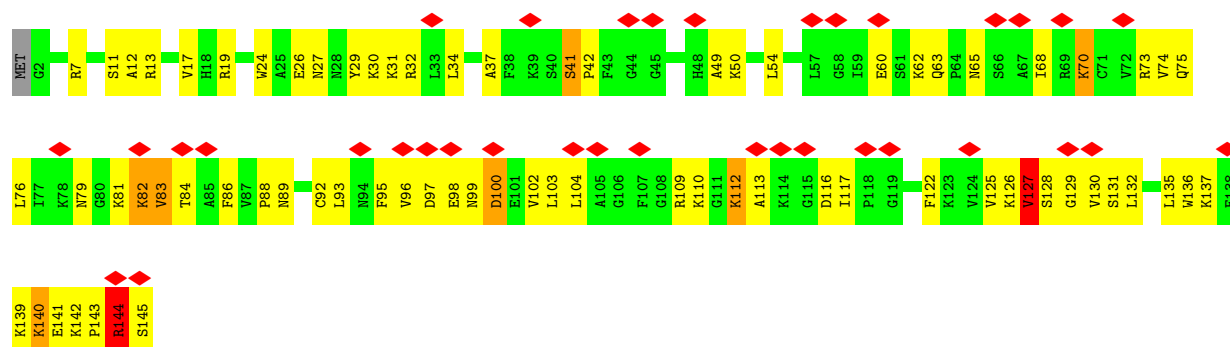 MET G2 R7 S11 A12 R13 V17 H18 R19 W24 A25 E26 N27 N28 Y29 K30 K31 R32 L33 L34 A37 F38 K39 S40 S41 P42 F43 G44 G45 H48 A49 K50 L54 L57 G58 I59 E60 S61 K62 Q63 P64 N65 S66 A67 I68 R69 K70 C71 V72 R73 V74 Q75
L76 I77 K78 N79 G80 K81 K82 V83 T84 A85 F86 V87 P88 N89 C92 L93 N94 F95 V96 D97 E98 N99 D100 E101 V102 L103 L104 A105 G106 F107 G108 R109 K110 G111 K112 A113 K114 G115 D116 I117 P118 G119 F122 K123 V124 V125 K126 V127 S128 G129 V130 S131 L132 L135 W136 K137 E138
K139 K140 E141 K142 P143 R144 S145